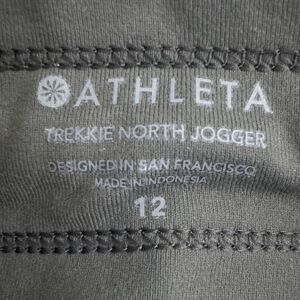 ATHLETA
TREKKIE NORTH JOGGER
DESIGNED IN SAN FRANCISCO
MADE IN INDONESIA
12